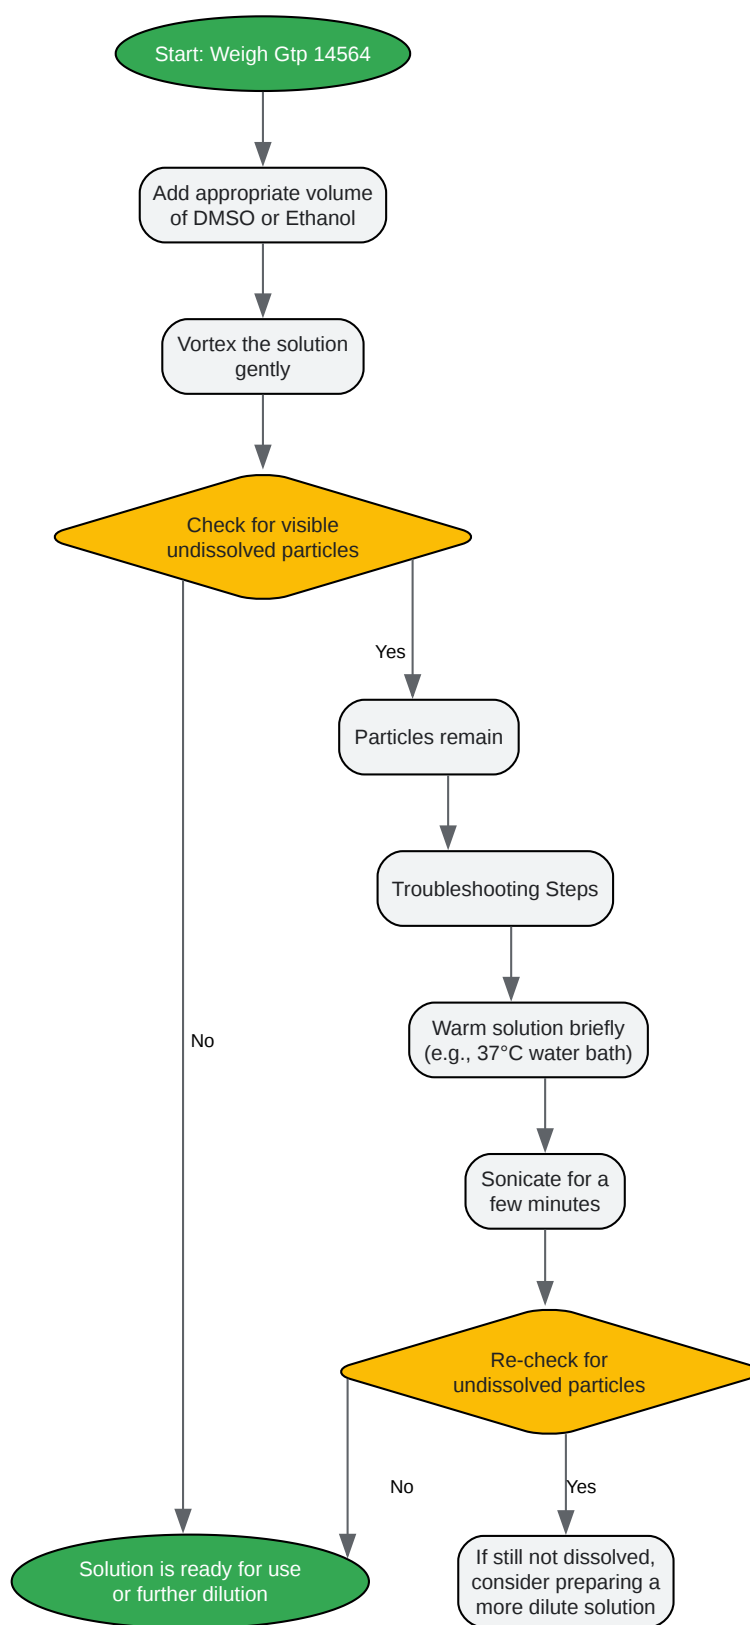 Start: Weigh Gtp 14564
Add appropriate volume
of DMSO or Ethanol
Vortex the solution
gently
Check for visible
undissolved particles
Yes
Particles remain
Troubleshooting Steps
Warm solution briefly
(e.g., 37°C water bath)
No
Sonicate for a
few minutes
Re-check for
undissolved particles
No
Yes
Solution is ready for use
or further dilution
If still not dissolved,
consider preparing a
more dilute solution